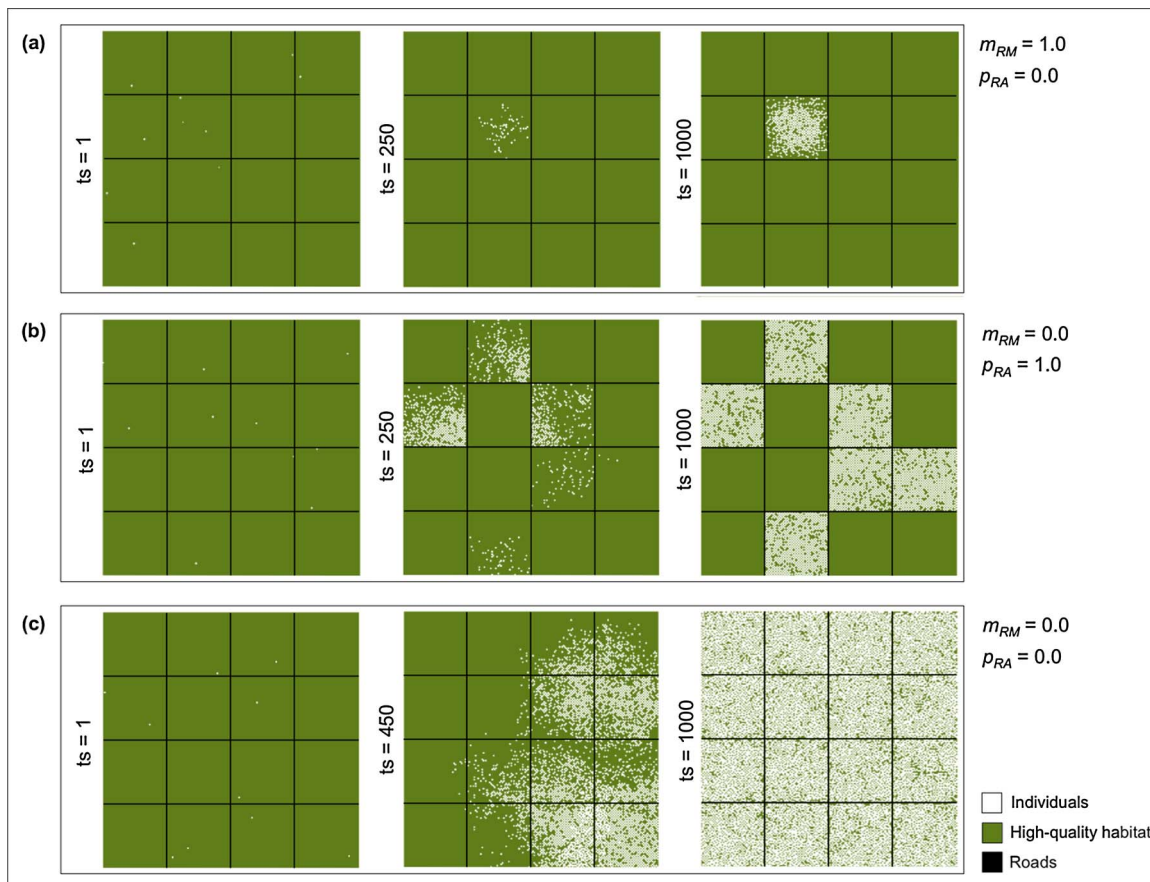 (a)
ts = 1
ts = 250
ts = 1000
m_RM = 1.0
p_RA = 0.0
(b)
ts = 1
ts = 250
ts = 1000
m_RM = 0.0
p_RA = 1.0
(c)
ts = 1
ts = 450
ts = 1000
m_RM = 0.0
p_RA = 0.0
Individuals
High-quality habitat
Roads